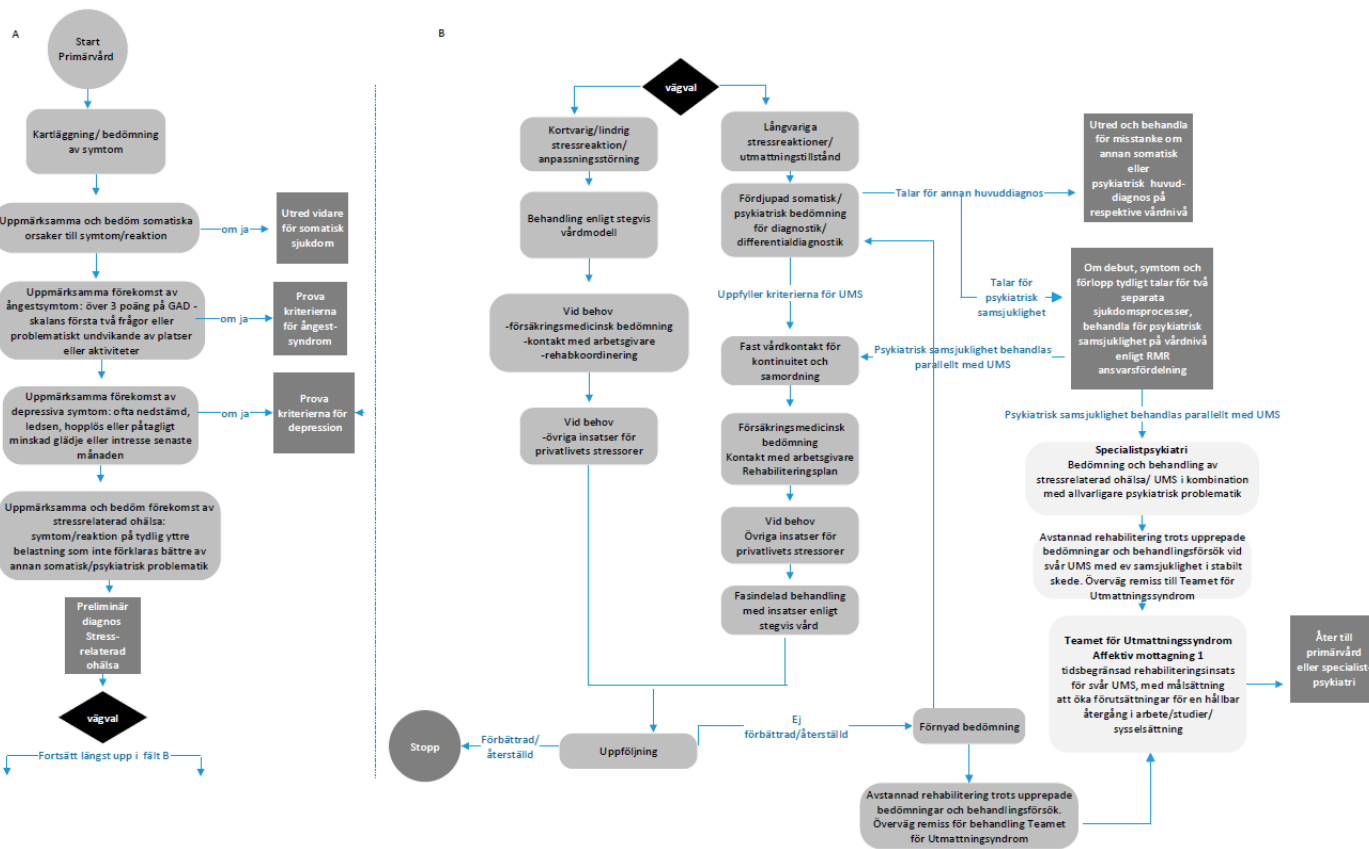 A
Start
Primärvård
Kartläggning/ bedömning
av symtom
Uppmärksamma och bedöm somatiska
orsaker till symtom/reaktion
om ja
Utred vidare
för somatisk
sjukdom
Uppmärksamma förekomst av
ångestsymtom: över 3 poäng på GAD -
skalans första två frågor eller
problematiskt undvikande av platser
eller aktiviteter
om ja
Prova
kriterierna
för ångest-
syndrom
Uppmärksamma förekomst av
depressiva symtom: ofta nedstämd,
ledsen, hopplös eller påtagligt
minskad glädje eller intresse senaste
månaden
om ja
Prova
kriterierna för
depression
Uppmärksamma och bedöm förekomst av
stressrelaterad ohälsa:
symtom/reaktion på tydlig yttre
belastning som inte förklaras bättre av
annan somatisk/psykiatrisk problematik
Preliminär
diagnos
Stress-
relaterad
ohälsa
vägval
Fortsätt längst upp i fält B
B
vägval
Kortvarig/lindrig
stressreaktion/
anpassningsstörning
Behandling enligt stegvis
vårdmodell
Vid behov
-försäkringsmedicinsk bedömning
-kontakt med arbetsgivare
-rehabkoordinering
Vid behov
-övriga insatser för
privatlivets stressorer
Långvariga
stressreaktioner/
utmattningstillstånd
Fördjupad somatisk/
psykiatrisk bedömning
för diagnostik/
differentialdiagnostik
Uppfyller kriterierna för UMS
Fast vårdkontakt för
kontinuitet och
samordning
Försäkringsmedicinsk
bedömning
Kontakt med arbetsgivare
Rehabiliteringsplan
Vid behov
Övriga insatser för
privatlivets stressorer
Fasindelad behandling
med insatser enligt
stegvis vård
Talar för annan huvuddiagnos
Utred och behandla
för misstanke om
annan somatisk
eller
psykiatrisk huvud-
diagnos på
respektive vårdnivå
Talar för
psykiatrisk
samsjuklighet
Om debut, symtom och
förlopp tydligt talar för två
separata
sjukdomsprocesser,
behandla för psykiatrisk
samsjuklighet på vårdnivå
enligt RMR
ansvarsfördelning
Psykiatrisk samsjuklighet behandlas
parallellt med UMS
Psykiatrisk samsjuklighet behandlas parallellt med UMS
Specialistpsykiatri
Bedömning och behandling av
stressrelaterad ohälsa/ UMS i kombination
med allvarligare psykiatrisk problematik
Avstannad rehabilitering trots upprepade
bedömningar och behandlingsförsök vid
svår UMS med ev samsjuklighet i stabilt
skede. Överväg remiss till Teamet för
Utmattningssyndrom
Teamet för Utmattningssyndrom
Affektiv mottagning 1
tidsbegränsad rehabiliteringsinsats
för svår UMS, med målsättning
att öka förutsättningar för en hållbar
återgång i arbete/studier/
sysselsättning
Åter till
primärvård
eller specialist-
psykiatri
Stopp
Förbättrad/
återställd
Uppföljning
Ej
förbättrad/återställd
Förnyad bedömning
Avstannad rehabilitering trots upprepade
bedömningar och behandlingsförsök.
Överväg remiss för behandling Teamet
för Utmattningsyndrom